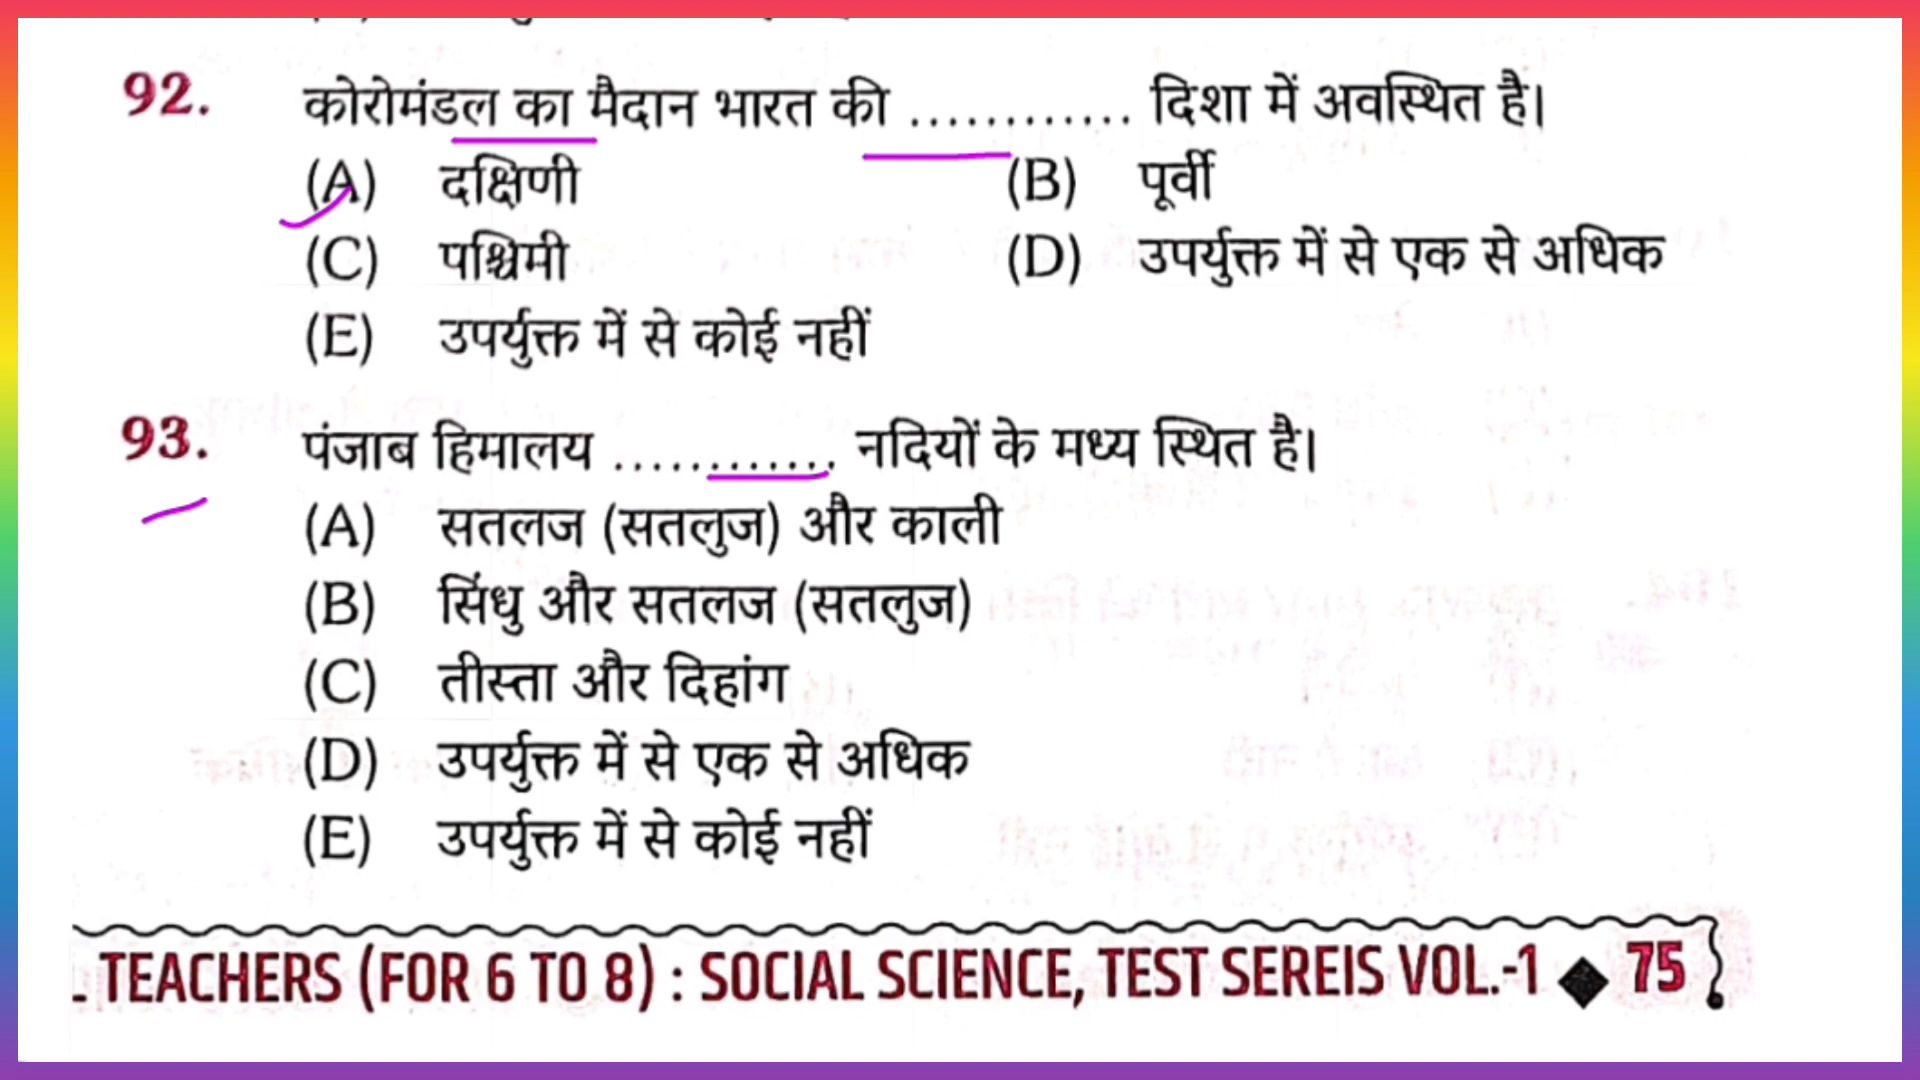 92. कोरोमंडल का मैदान भारत की ............ दिशा में अवस्थित है।
(A) दक्षिणी (B) पूर्वी
(C) पश्चिमी (D) उपर्युक्त में से एक से अधिक
(E) उपर्युक्त में से कोई नहीं
93. पंजाब हिमालय ............ नदियों के मध्य स्थित है।
(A) सतलज (सतलुज) और काली
(B) सिंधु और सतलज (सतलुज)
(C) तीस्ता और दिहांग
(D) उपर्युक्त में से एक से अधिक
(E) उपर्युक्त में से कोई नहीं
TEACHERS (FOR 6 TO 8) : SOCIAL SCIENCE, TEST SEREIS VOL.-1 ◆ 75